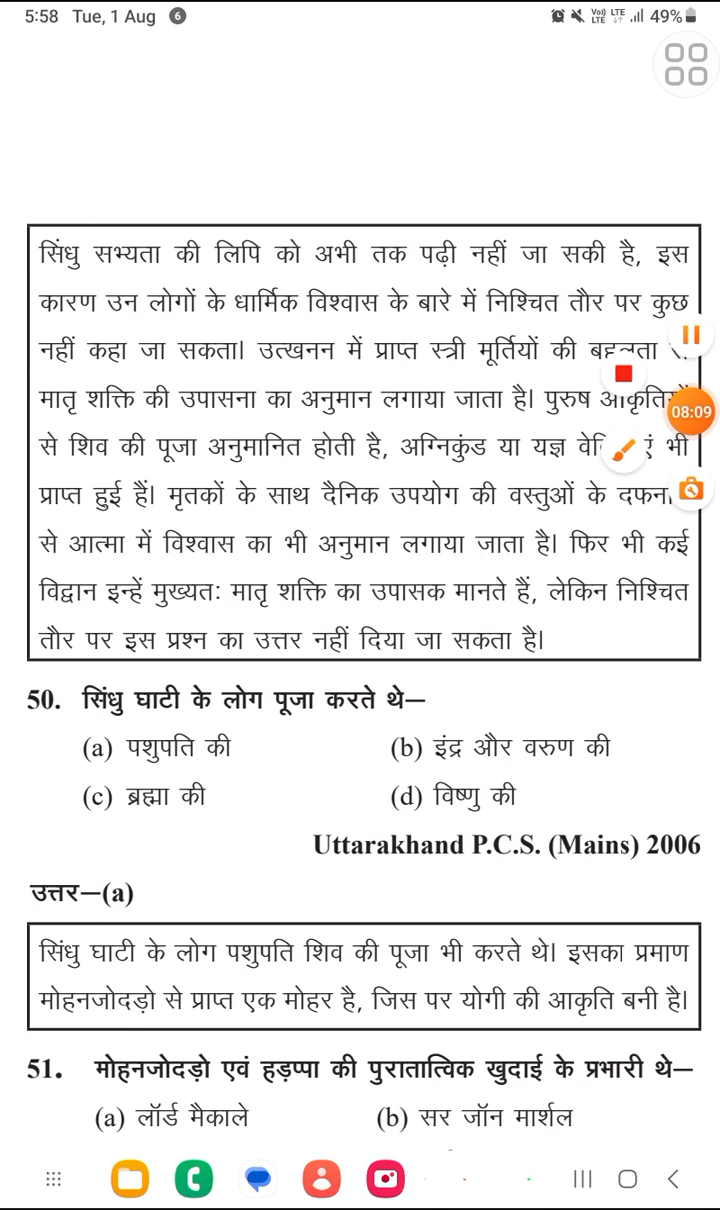 5:58 Tue, 1 Aug 6
Vo)) LTE LTE 49%
सिंधु सभ्यता की लिपि को अभी तक पढ़ी नहीं जा सकी है, इस
कारण उन लोगों के धार्मिक विश्वास के बारे में निश्चित तौर पर कुछ
नहीं कहा जा सकता। उत्खनन में प्राप्त स्त्री मूर्तियों की
मातृ शक्ति की उपासना का अनुमान लगाया जाता है। पुरुष
08:09
से शिव की पूजा अनुमानित होती है, अग्निकुंड या यज्ञ भी
प्राप्त हुई हैं। मृतकों के साथ दैनिक उपयोग की वस्तुओं के
से आत्मा में विश्वास का भी अनुमान लगाया जाता है। फिर भी कई
विद्वान इन्हें मुख्यत: मातृ शक्ति का उपासक मानते हैं, लेकिन निश्चित
तौर पर इस प्रश्न का उत्तर नहीं दिया जा सकता है।
50. सिंधु घाटी के लोग पूजा करते थे—
(a) पशुपति की (b) इंद्र और वरुण की
(c) ब्रह्मा की (d) विष्णु की
Uttarakhand P.C.S. (Mains) 2006
उत्तर—(a)
सिंधु घाटी के लोग पशुपति शिव की पूजा भी करते थे। इसका प्रमाण
मोहनजोदड़ो से प्राप्त एक मोहर है, जिस पर योगी की आकृति बनी है।
51. मोहनजोदड़ो एवं हड़प्पा की पुरातात्विक खुदाई के प्रभारी थे—
(a) लॉर्ड मैकाले (b) सर जॉन मार्शल